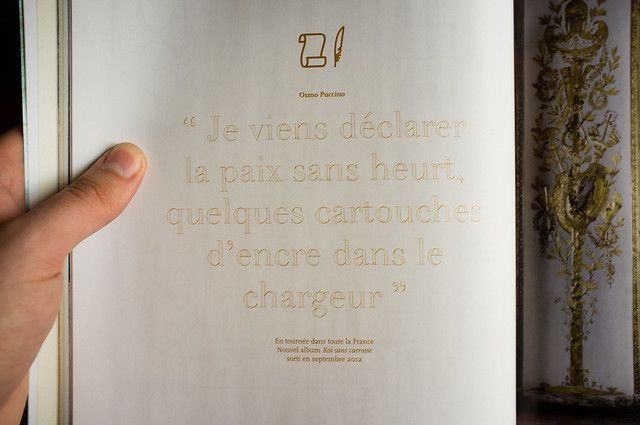 Oxmo Puccino
“ Je viens déclarer
la paix sans heurt,
quelques cartouches
d’encre dans le
chargeur ”
En tournée dans toute la France
Nouvel album Roi sans carrosse
sorti en septembre 2012